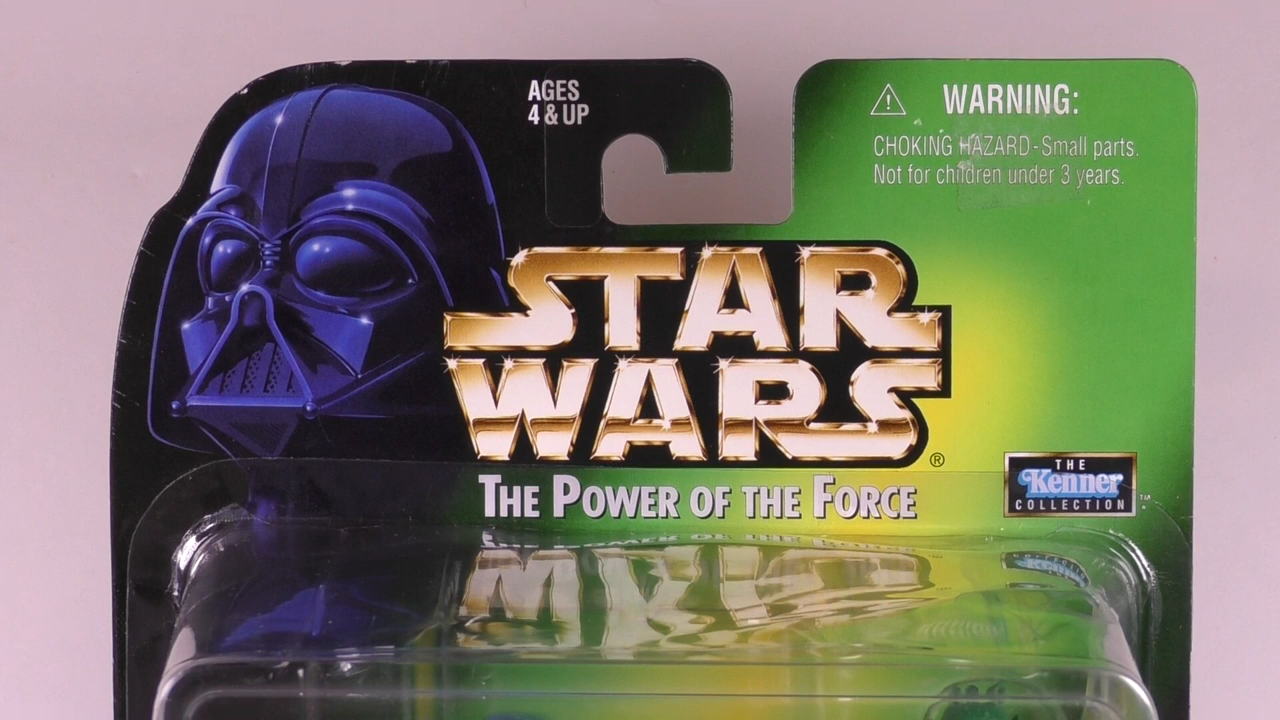 AGES
4 & UP
WARNING:
CHOKING HAZARD - Small parts.
Not for children under 3 years.
STAR
WARS®
THE POWER OF THE FORCE
THE
Kenner
COLLECTION™